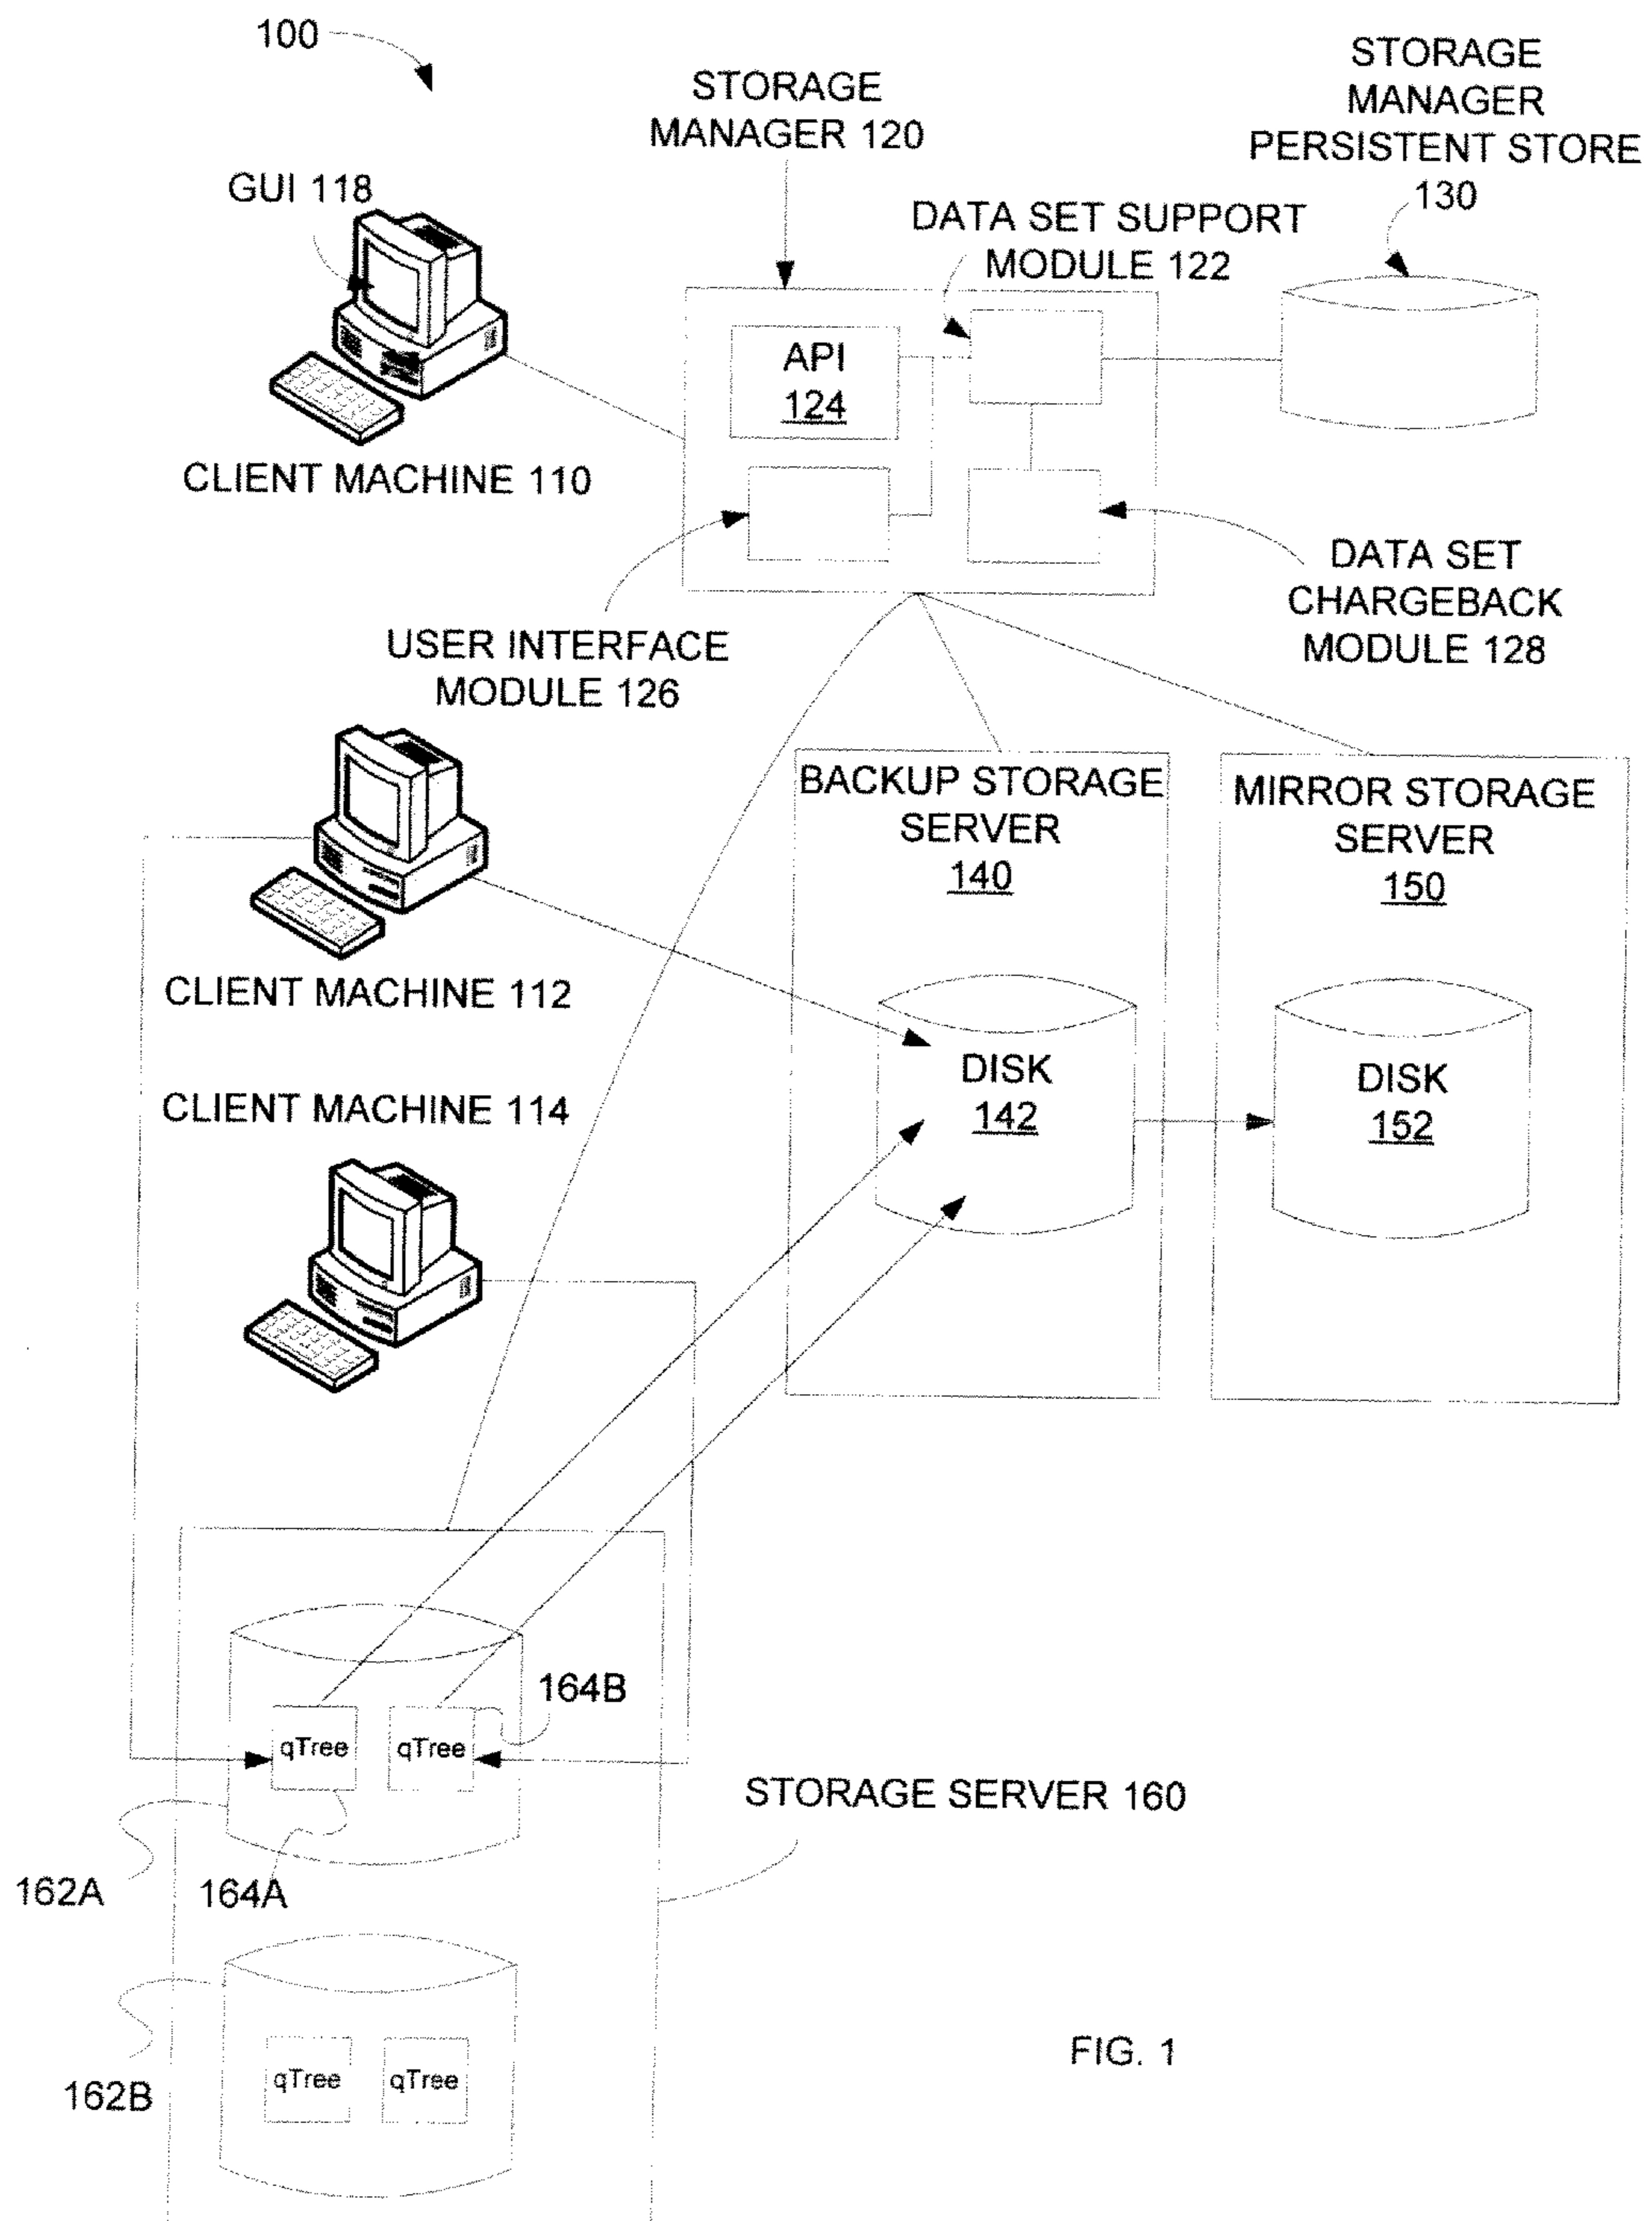 100
STORAGE
MANAGER 120
STORAGE
MANAGER
PERSISTENT STORE
130
GUI 118
DATA SET SUPPORT
MODULE 122
API
124
CLIENT MACHINE 110
DATA SET
CHARGEBACK
MODULE 128
USER INTERFACE
MODULE 126
BACKUP STORAGE
SERVER
140
MIRROR STORAGE
SERVER
150
CLIENT MACHINE 112
DISK
142
DISK
152
CLIENT MACHINE 114
164B
qTree
qTree
STORAGE SERVER 160
162A
164A
qTree
qTree
162B
FIG. 1